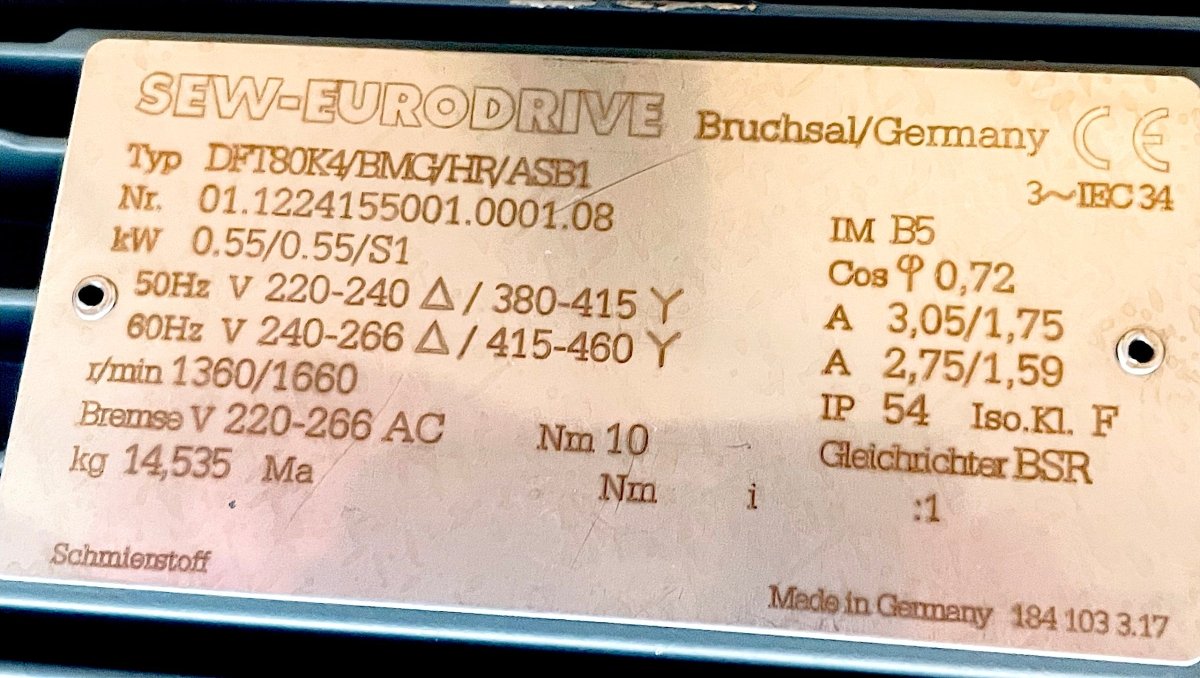 SEW-EURODRIVE Bruchsal/Germany CE
Typ DFT80K4/BMG/HR/ASB1 3~IEC 34
Nr. 01.1224155001.0001.08 IM B5
kW 0.55/0.55/S1 Cos φ 0,72
50Hz V 220-240 Δ / 380-415 Y A 3,05/1,75
60Hz V 240-266 Δ / 415-460 Y A 2,75/1,59
r/min 1360/1660 IP 54 Iso.Kl. F
Bremse V 220-266 AC Nm 10 Gleichrichter BSR
kg 14,535 Ma Nm i :1
Schmierstoff Made in Germany 184 103 3.17